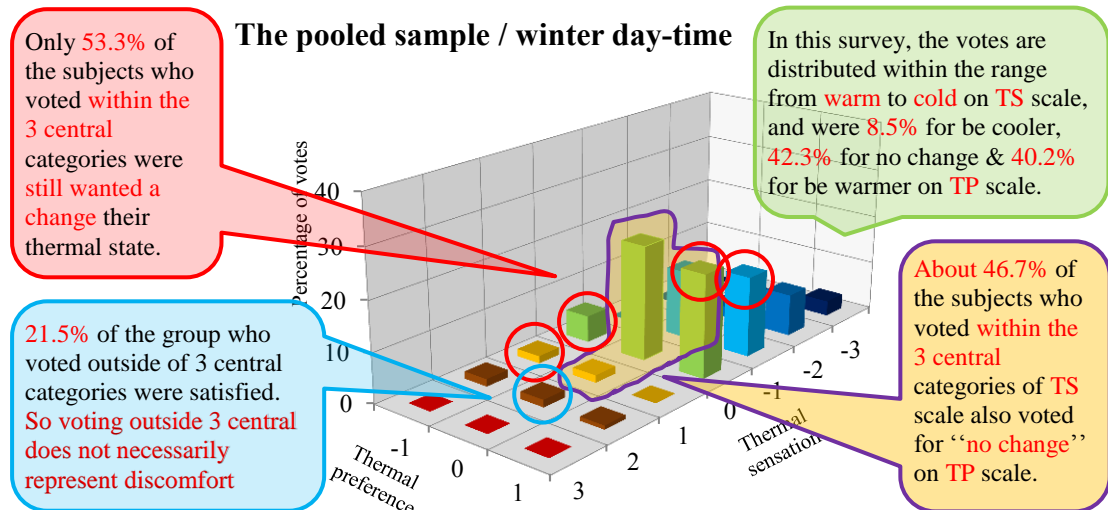 The pooled sample / winter day-time
Only 53.3% of
the subjects who
voted within the
3 central
categories were
still wanted a
change their
thermal state.
In this survey, the votes are
distributed within the range
from warm to cold on TS scale,
and were 8.5% for be cooler,
42.3% for no change & 40.2%
for be warmer on TP scale.
21.5% of the group who
voted outside of 3 central
categories were satisfied.
So voting outside 3 central
does not necessarily
represent discomfort
About 46.7% of
the subjects who
voted within the
3 central
categories of TS
scale also voted
for ‘‘no change’’
on TP scale.
Percentage of votes
40
30
20
10
0
-1
0
1
Thermal
preference
3
2
1
0
-1
-2
-3
Thermal